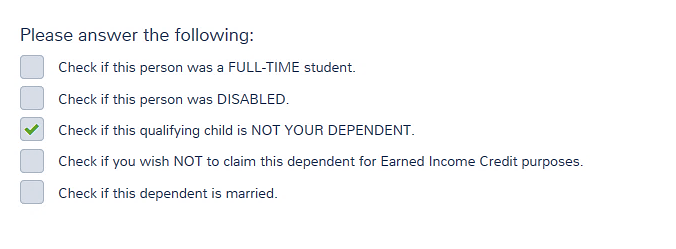 Please answer the following:
Check if this person was a FULL-TIME student.
Check if this person was DISABLED.
Check if this qualifying child is NOT YOUR DEPENDENT.
Check if you wish NOT to claim this dependent for Earned Income Credit purposes.
Check if this dependent is married.